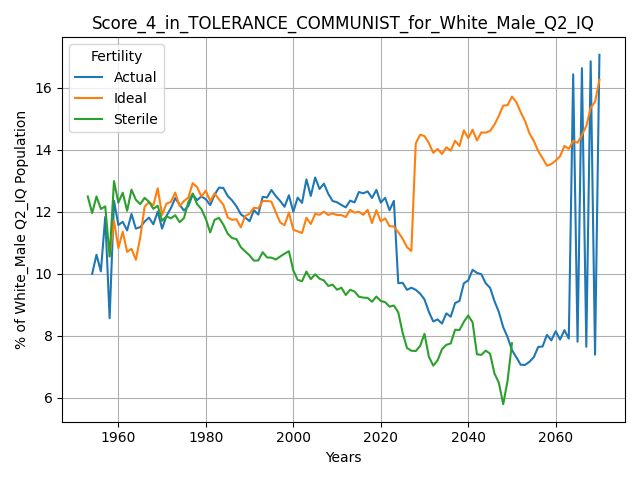 Score_4_in_TOLERANCE_COMMUNIST_for_White_Male_Q2_IQ
Fertility
Actual
Ideal
Sterile
% of White_Male Q2_IQ Population
16
14
12
10
8
6
1960
1980
2000
2020
2040
2060
Years